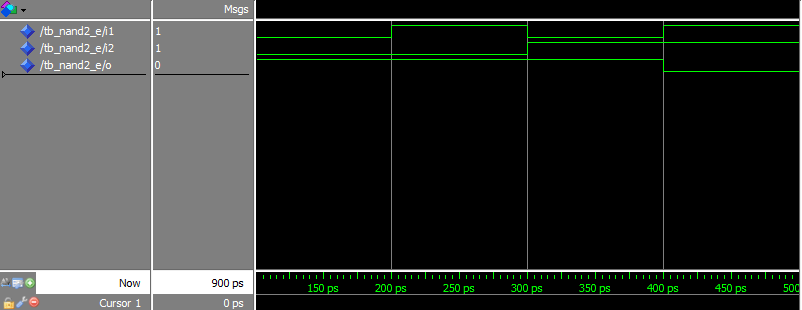 Msgs
/tb_nand2_e/i1 1
/tb_nand2_e/i2 1
/tb_nand2_e/o 0
Now 900 ps
150 ps 200 ps 250 ps 300 ps 350 ps 400 ps 450 ps 500
Cursor 1 0 ps